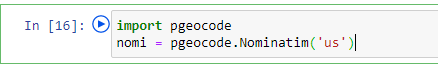 In [16]: import pgeocode
nomi = pgeocode.Nominatim('us')